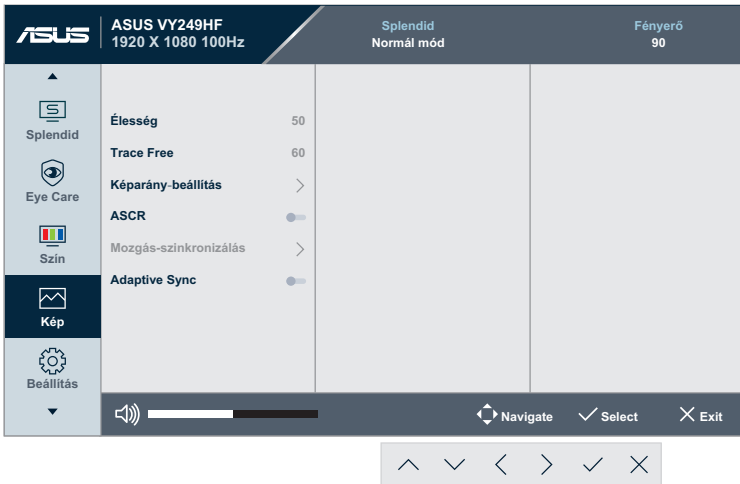 ASUS
ASUS VY249HF
1920 X 1080 100Hz
Splendid
Normál mód
Fényerő
90
Splendid
Eye Care
Szín
Kép
Beállítás
Élesség 50
Trace Free 60
Képarány-beállítás
ASCR
Mozgás-szinkronizálás
Adaptive Sync
Navigate
Select
Exit